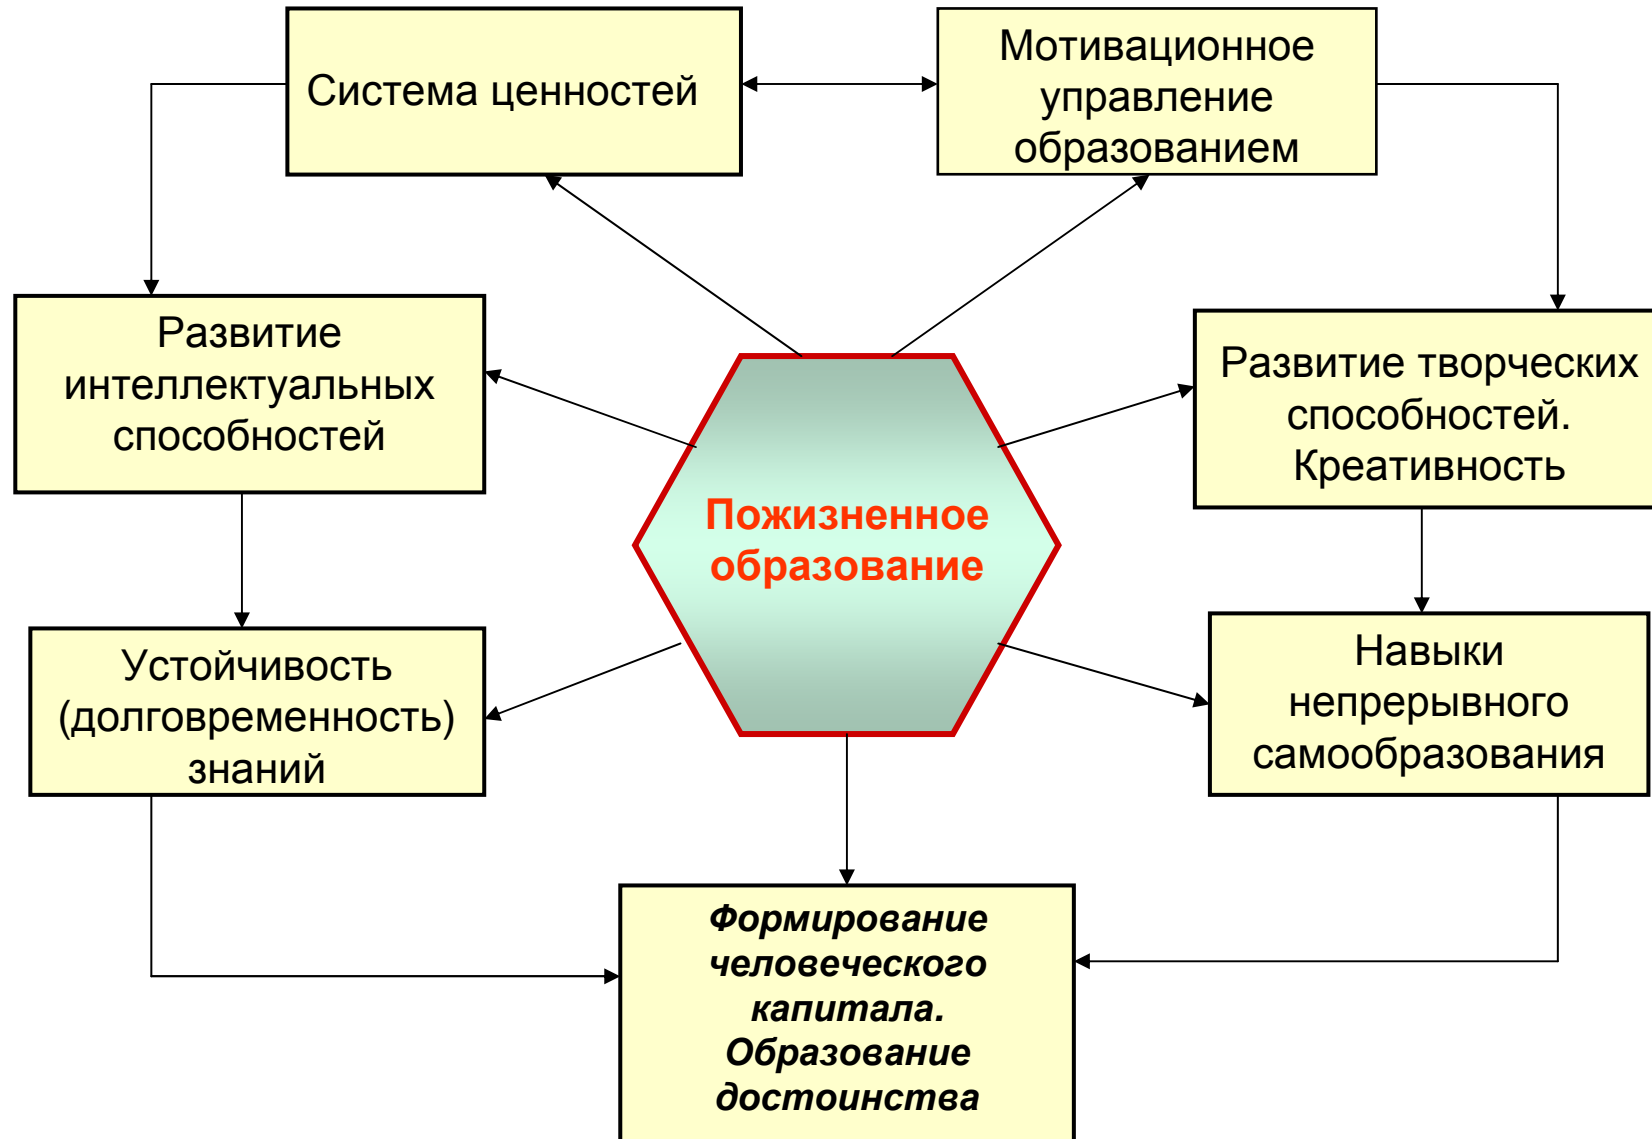 Система ценностей
Мотивационное
управление
образованием
Развитие
интеллектуальных
способностей
Развитие творческих
способностей.
Креативность
Пожизненное
образование
Устойчивость
(долговременность)
знаний
Навыки
непрерывного
самообразования
Формирование
человеческого
капитала.
Образование
достоинства